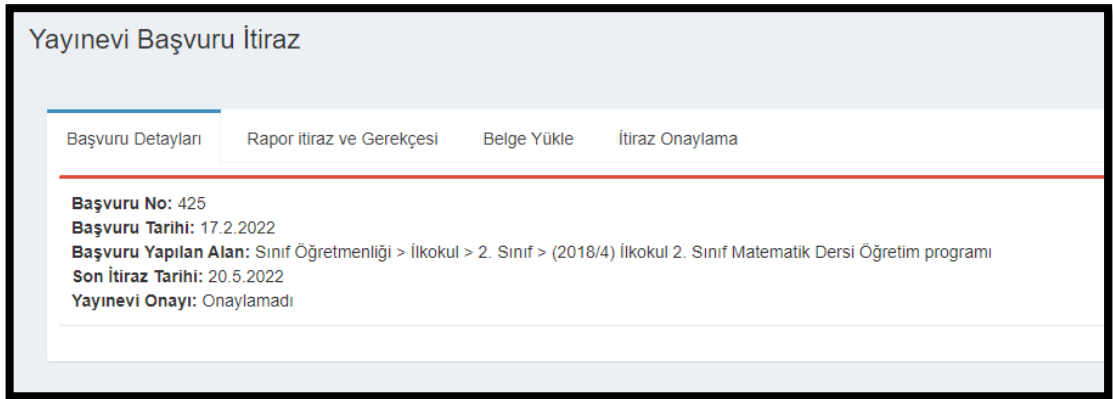 Yayınevi Başvuru İtiraz
Başvuru Detayları Rapor itiraz ve Gerekçesi Belge Yükle İtiraz Onaylama
Başvuru No: 425
Başvuru Tarihi: 17.2.2022
Başvuru Yapılan Alan: Sınıf Öğretmenliği > İlkokul > 2. Sınıf > (2018/4) İlkokul 2. Sınıf Matematik Dersi Öğretim programı
Son İtiraz Tarihi: 20.5.2022
Yayınevi Onayı: Onaylamadı